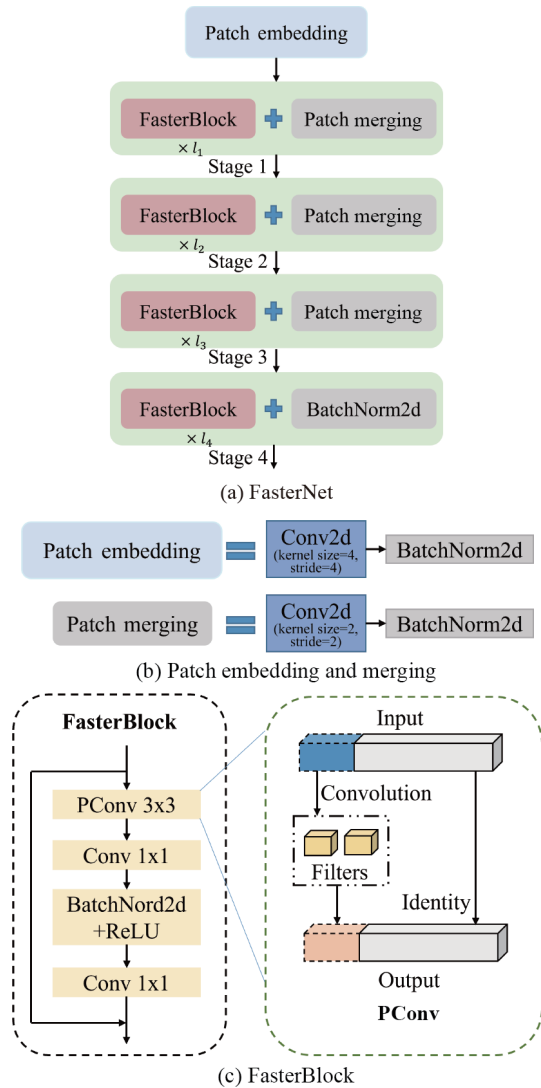 Patch embedding
FasterBlock
Patch merging
× l1
Stage 1
FasterBlock
Patch merging
× l2
Stage 2
FasterBlock
Patch merging
× l3
Stage 3
FasterBlock
BatchNorm2d
× l4
Stage 4
(a) FasterNet
Patch embedding
Conv2d
(kernel size=4,
stride=4)
BatchNorm2d
Patch merging
Conv2d
(kernel size=2,
stride=2)
BatchNorm2d
(b) Patch embedding and merging
FasterBlock
PConv 3x3
Conv 1x1
BatchNord2d
+ReLU
Conv 1x1
Input
Convolution
Filters
Identity
Output
PConv
(c) FasterBlock